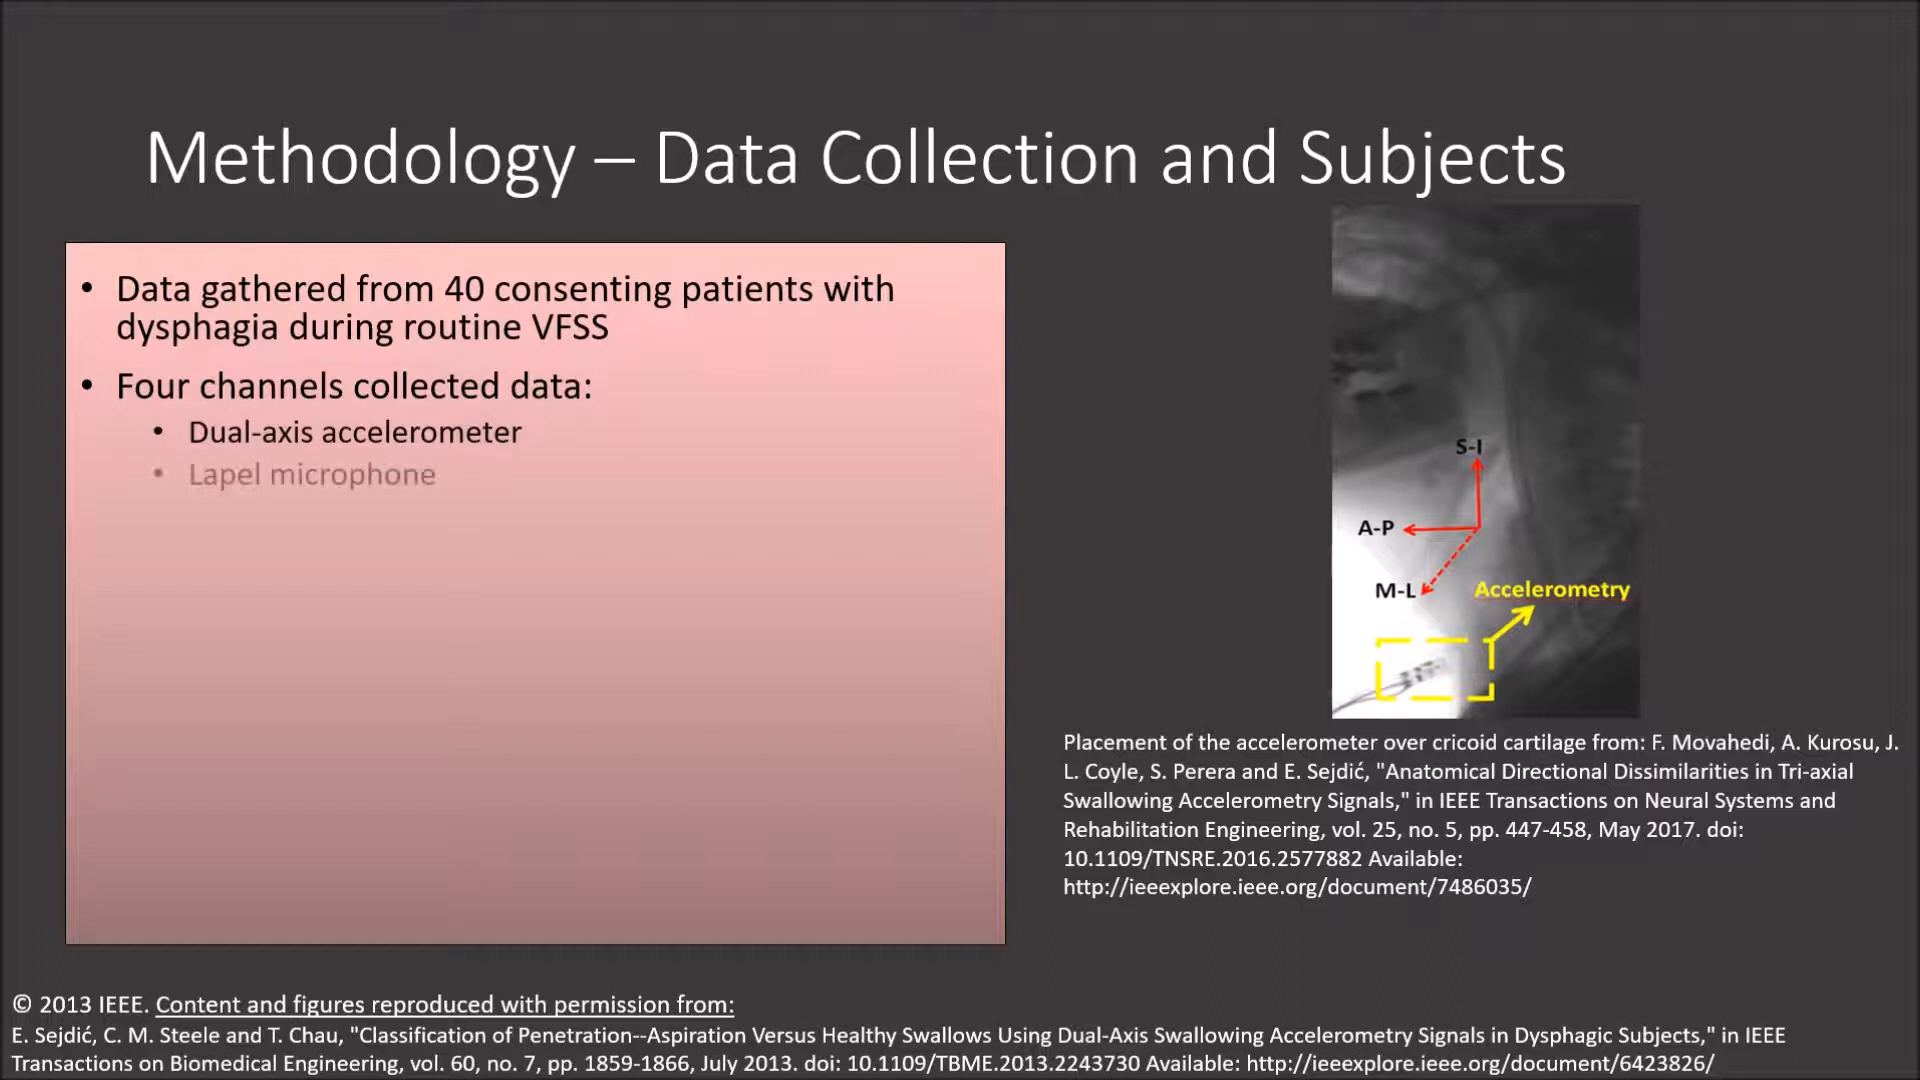 Methodology – Data Collection and Subjects
• Data gathered from 40 consenting patients with
dysphagia during routine VFSS
• Four channels collected data:
• Dual-axis accelerometer
• Lapel microphone
S-I
A-P
M-L
Accelerometry
Placement of the accelerometer over cricoid cartilage from: F. Movahedi, A. Kurosu, J.
L. Coyle, S. Perera and E. Sejdić, "Anatomical Directional Dissimilarities in Tri-axial
Swallowing Accelerometry Signals," in IEEE Transactions on Neural Systems and
Rehabilitation Engineering, vol. 25, no. 5, pp. 447-458, May 2017. doi:
10.1109/TNSRE.2016.2577882 Available:
http://ieeexplore.ieee.org/document/7486035/
© 2013 IEEE. Content and figures reproduced with permission from:
E. Sejdić, C. M. Steele and T. Chau, "Classification of Penetration--Aspiration Versus Healthy Swallows Using Dual-Axis Swallowing Accelerometry Signals in Dysphagic Subjects," in IEEE
Transactions on Biomedical Engineering, vol. 60, no. 7, pp. 1859-1866, July 2013. doi: 10.1109/TBME.2013.2243730 Available: http://ieeexplore.ieee.org/document/6423826/